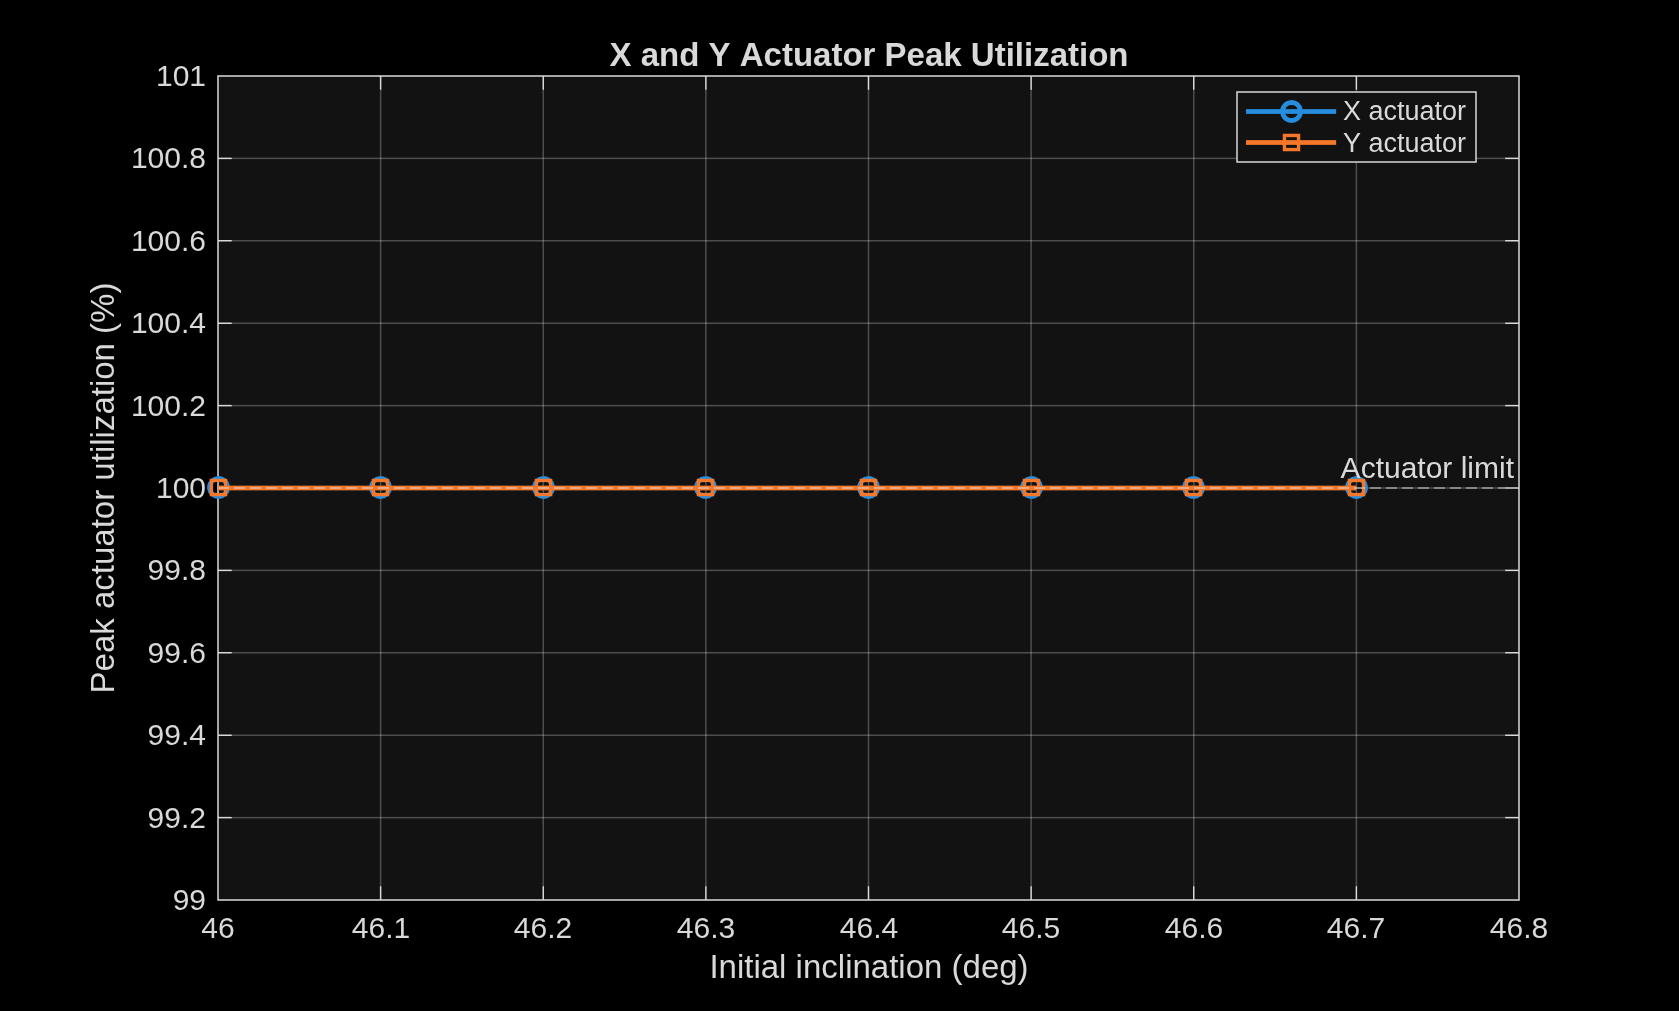 X and Y Actuator Peak Utilization
X actuator
Y actuator
Actuator limit
Peak actuator utilization (%)
101
100.8
100.6
100.4
100.2
100
99.8
99.6
99.4
99.2
99
46 46.1 46.2 46.3 46.4 46.5 46.6 46.7 46.8
Initial inclination (deg)